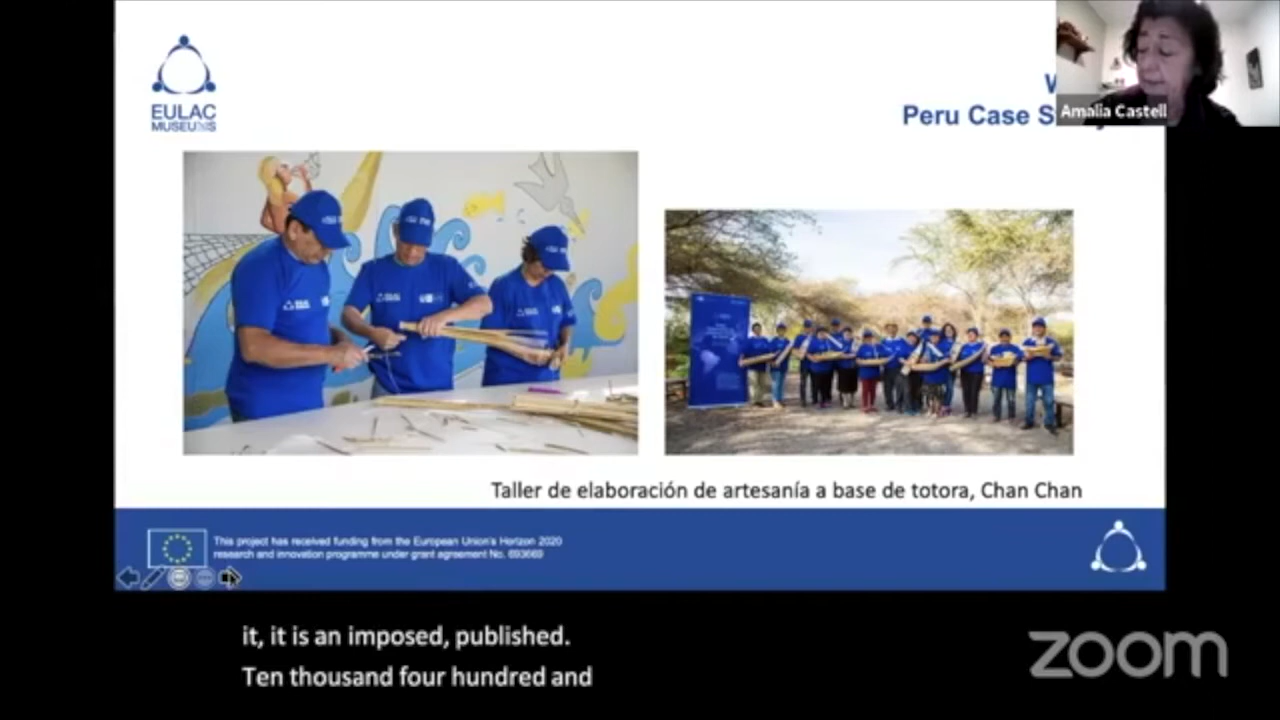 EULAC
MUSEUMS
Peru Case S
Amalia Castell
Taller de elaboración de artesanía a base de totora, Chan Chan
This project has received funding from the European Union's Horizon 2020
research and innovation programme under grant agreement No. 693669
it, it is an imposed, published.
Ten thousand four hundred and
zoom